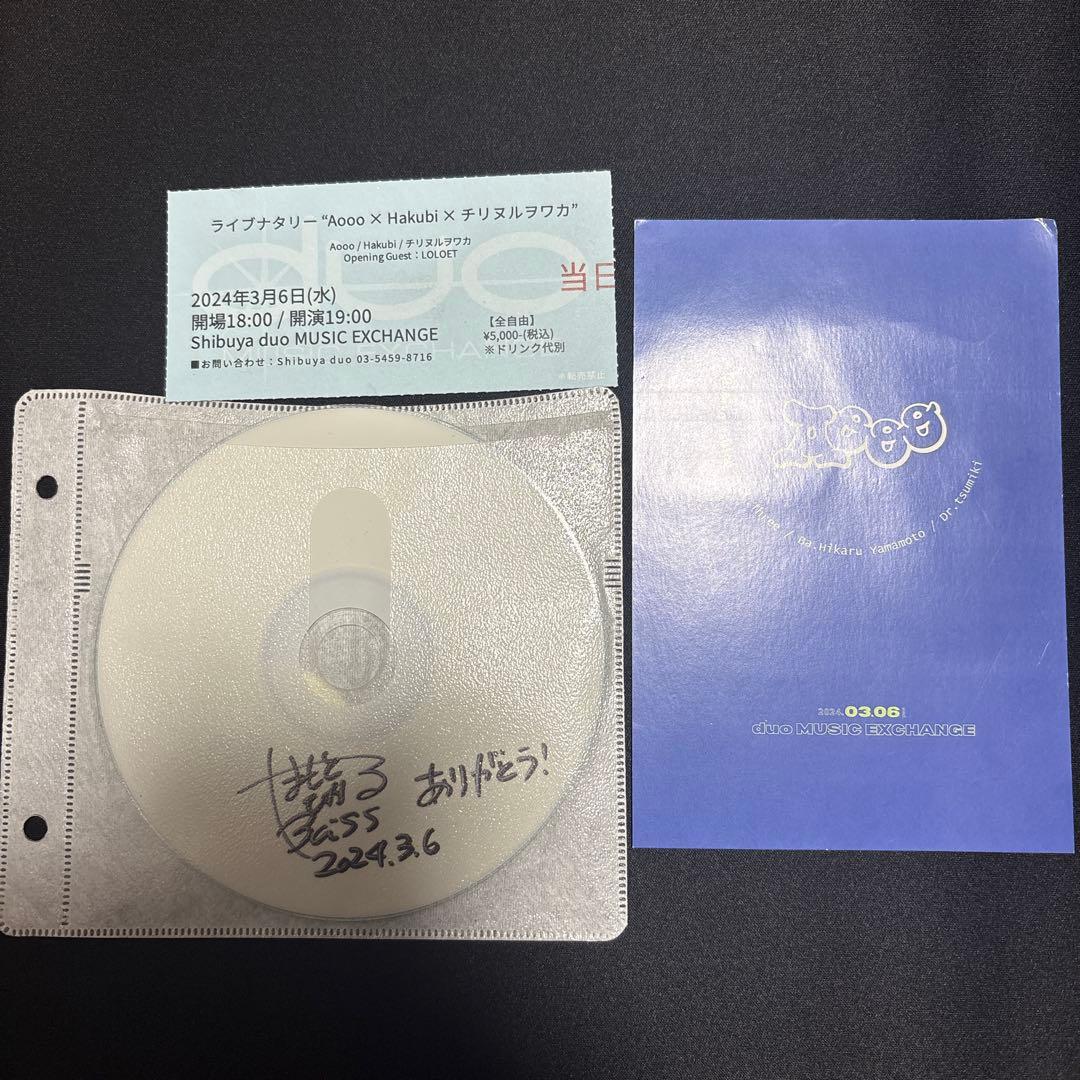 ライブナタリー “Aooo × Hakubi × チリヌルヲワカ”
Aooo / Hakubi / チリヌルヲワカ
Opening Guest：LOLOET
当日
2024年3月6日(水)
開場18:00 / 開演19:00
Shibuya duo MUSIC EXCHANGE
■お問い合わせ：Shibuya duo 03-5459-8716
【全自由】
¥5,000-(税込)
※ドリンク代別
※転売禁止
duo
Aooo
/ Ba.Hikaru Yamamoto / Dr.tsumiki
2024.03.06
duo MUSIC EXCHANGE
ありがとう!
2024.3.6